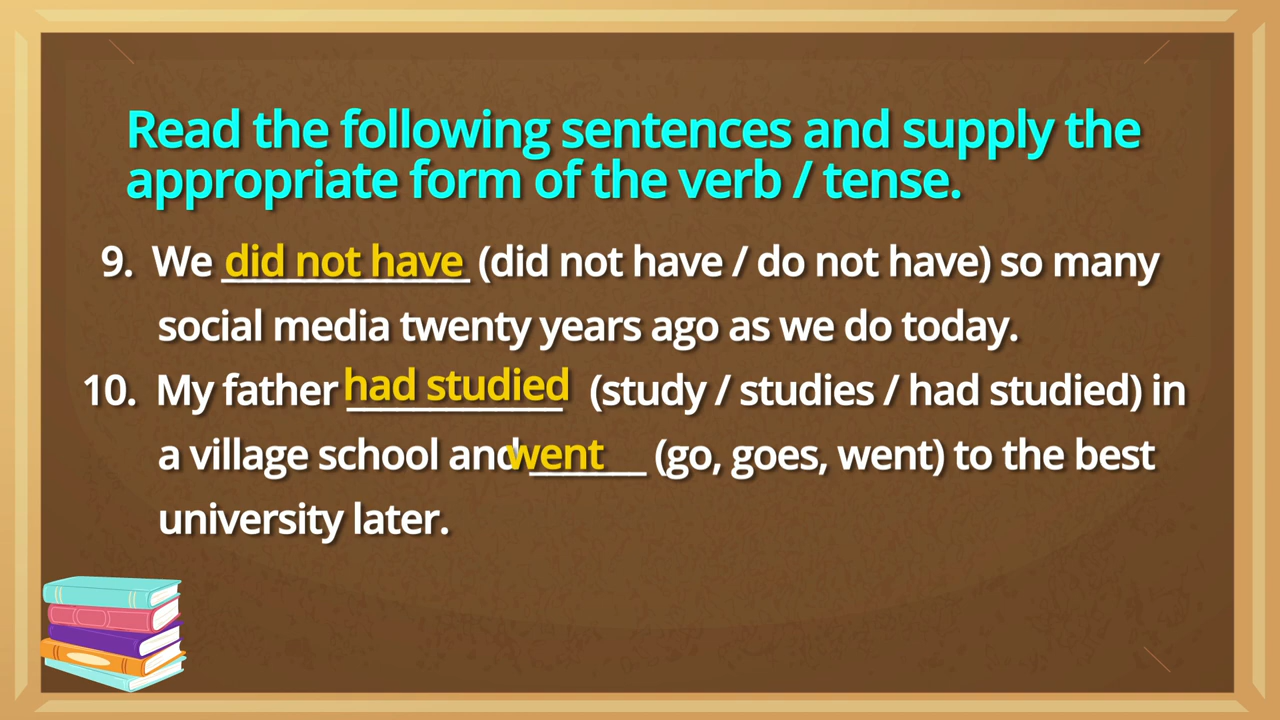 Read the following sentences and supply the
appropriate form of the verb / tense.
9. We did not have (did not have / do not have) so many
social media twenty years ago as we do today.
10. My father had studied (study / studies / had studied) in
a village school and went (go, goes, went) to the best
university later.